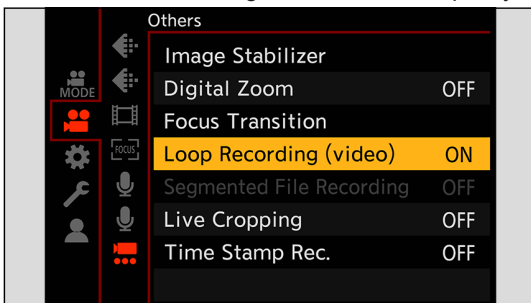 Others
Image Stabilizer
MODE
Digital Zoom OFF
Focus Transition
FOCUS
Loop Recording (video) ON
Segmented File Recording OFF
Live Cropping OFF
Time Stamp Rec. OFF